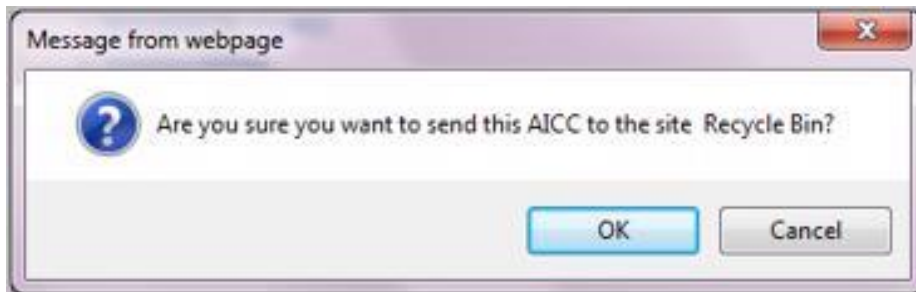 Message from webpage
Are you sure you want to send this AICC to the site Recycle Bin?
OK Cancel